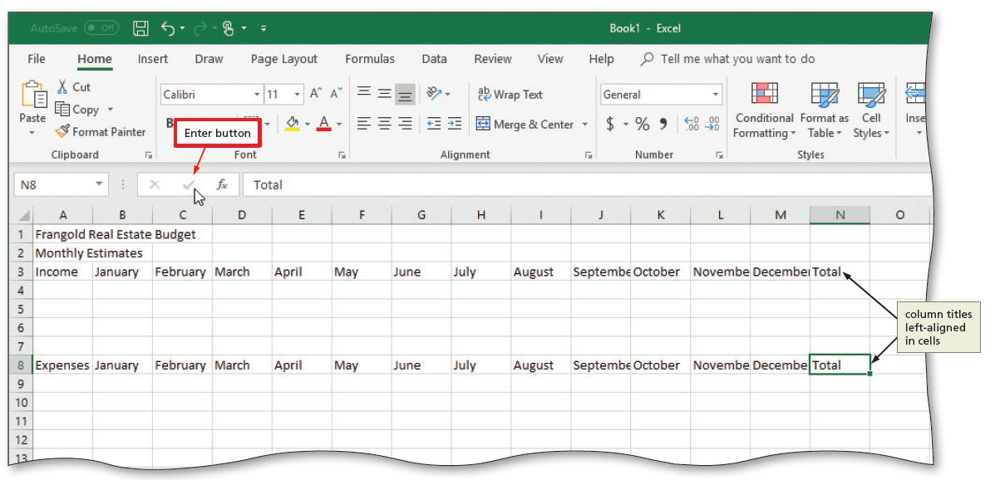 AutoSave Off Book1 - Excel
File Home Insert Draw Page Layout Formulas Data Review View Help Tell me what you want to do
Paste
Cut
Copy
Format Painter
Clipboard
Calibri 11 A A
B A
Font
ab Wrap Text
Merge & Center
Alignment
General
$ % , .00 .00
Number
Conditional Formatting
Format as Table
Cell Styles
Styles
Inse
Enter button
N8 fx Total
A B C D E F G H I J K L M N O
1 Frangold Real Estate Budget
2 Monthly Estimates
3 Income January February March April May June July August Septembe October Novembe December Total
4
5
6
7
8 Expenses January February March April May June July August Septembe October Novembe Decembe Total
9
10
11
12
13
column titles
left-aligned
in cells